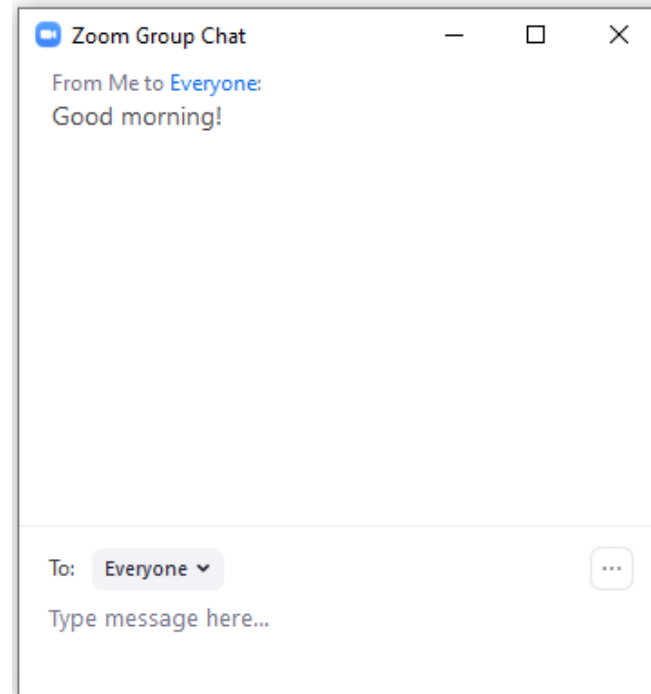 Zoom Group Chat
From Me to Everyone:
Good morning!
To: Everyone
Type message here...